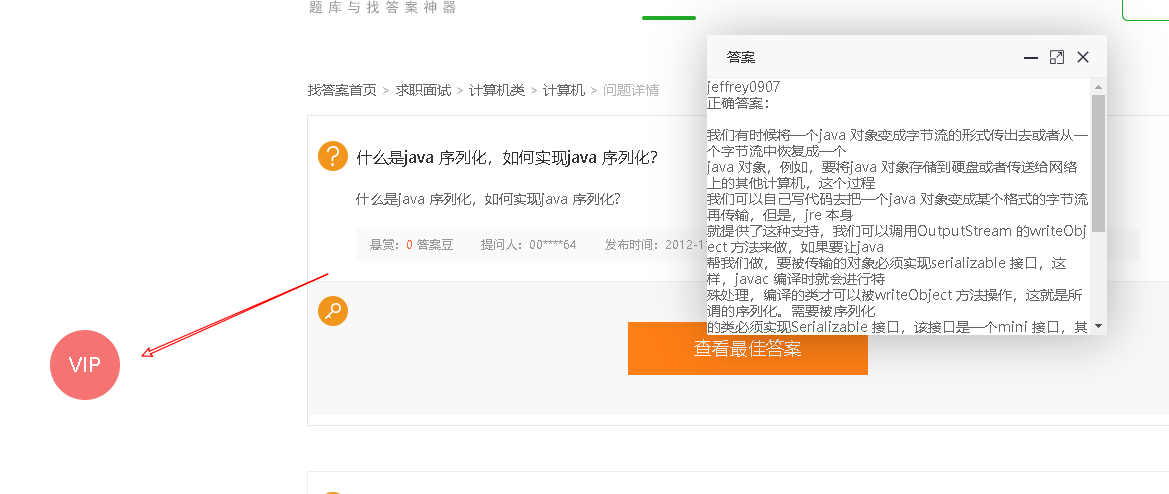 题库与找答案神器
找答案首页 > 求职面试 > 计算机类 > 计算机 > 问题详情
什么是java 序列化，如何实现java 序列化？
什么是java 序列化，如何实现java 序列化？
悬赏：0 答案豆 提问人：00****64 发布时间：2012-1
VIP
查看最佳答案
答案
jeffrey0907
正确答案：
我们有时候将一个java 对象变成字节流的形式传出去或者从一
个字节流中恢复成一个
java 对象，例如，要将java 对象存储到硬盘或者传送给网络
上的其他计算机，这个过程
我们可以自己写代码去把一个java 对象变成某个格式的字节流
再传输，但是，jre 本身
就提供了这种支持，我们可以调用OutputStream 的writeObj
ect 方法来做，如果要让java
帮我们做，要被传输的对象必须实现serializable 接口，这
样，javac 编译时就会进行特
殊处理，编译的类才可以被writeObject 方法操作，这就是所
谓的序列化。需要被序列化
的类必须实现Serializable 接口，该接口是一个mini 接口，其